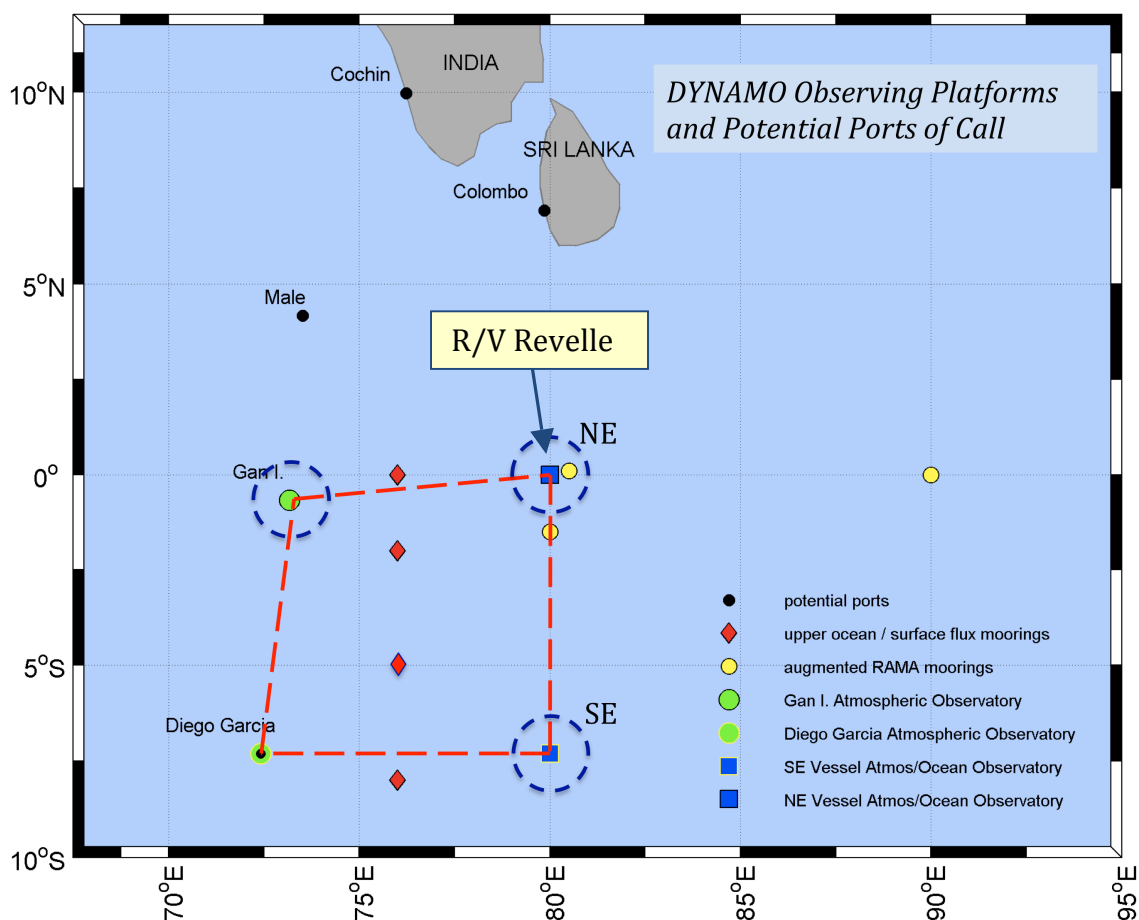 INDIA
Cochin
10°N
DYNAMO Observing Platforms
and Potential Ports of Call
SRI LANKA
Colombo
5°N
Male
R/V Revelle
NE
Gan I.
0°
potential ports
upper ocean / surface flux moorings
5°S
augmented RAMA moorings
Gan I. Atmospheric Observatory
SE
Diego Garcia
Diego Garcia Atmospheric Observatory
SE Vessel Atmos/Ocean Observatory
NE Vessel Atmos/Ocean Observatory
10°S
70°E
75°E
80°E
85°E
90°E
95°E